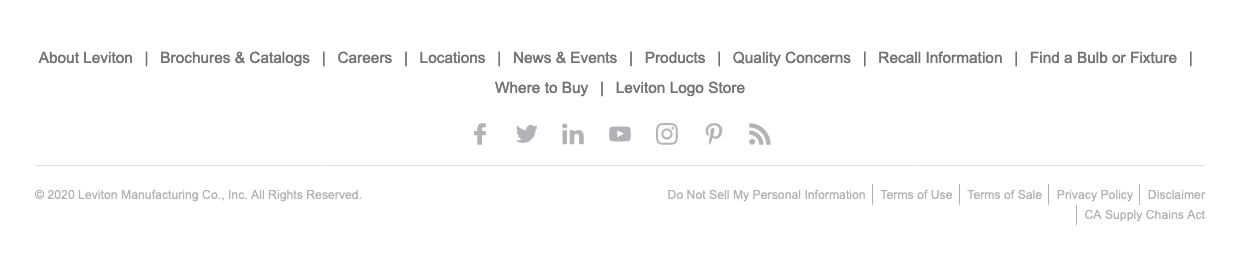 About Leviton | Brochures & Catalogs | Careers | Locations | News & Events | Products | Quality Concerns | Recall Information | Find a Bulb or Fixture |
Where to Buy | Leviton Logo Store
© 2020 Leviton Manufacturing Co., Inc. All Rights Reserved.
Do Not Sell My Personal Information | Terms of Use | Terms of Sale | Privacy Policy | Disclaimer
| CA Supply Chains Act